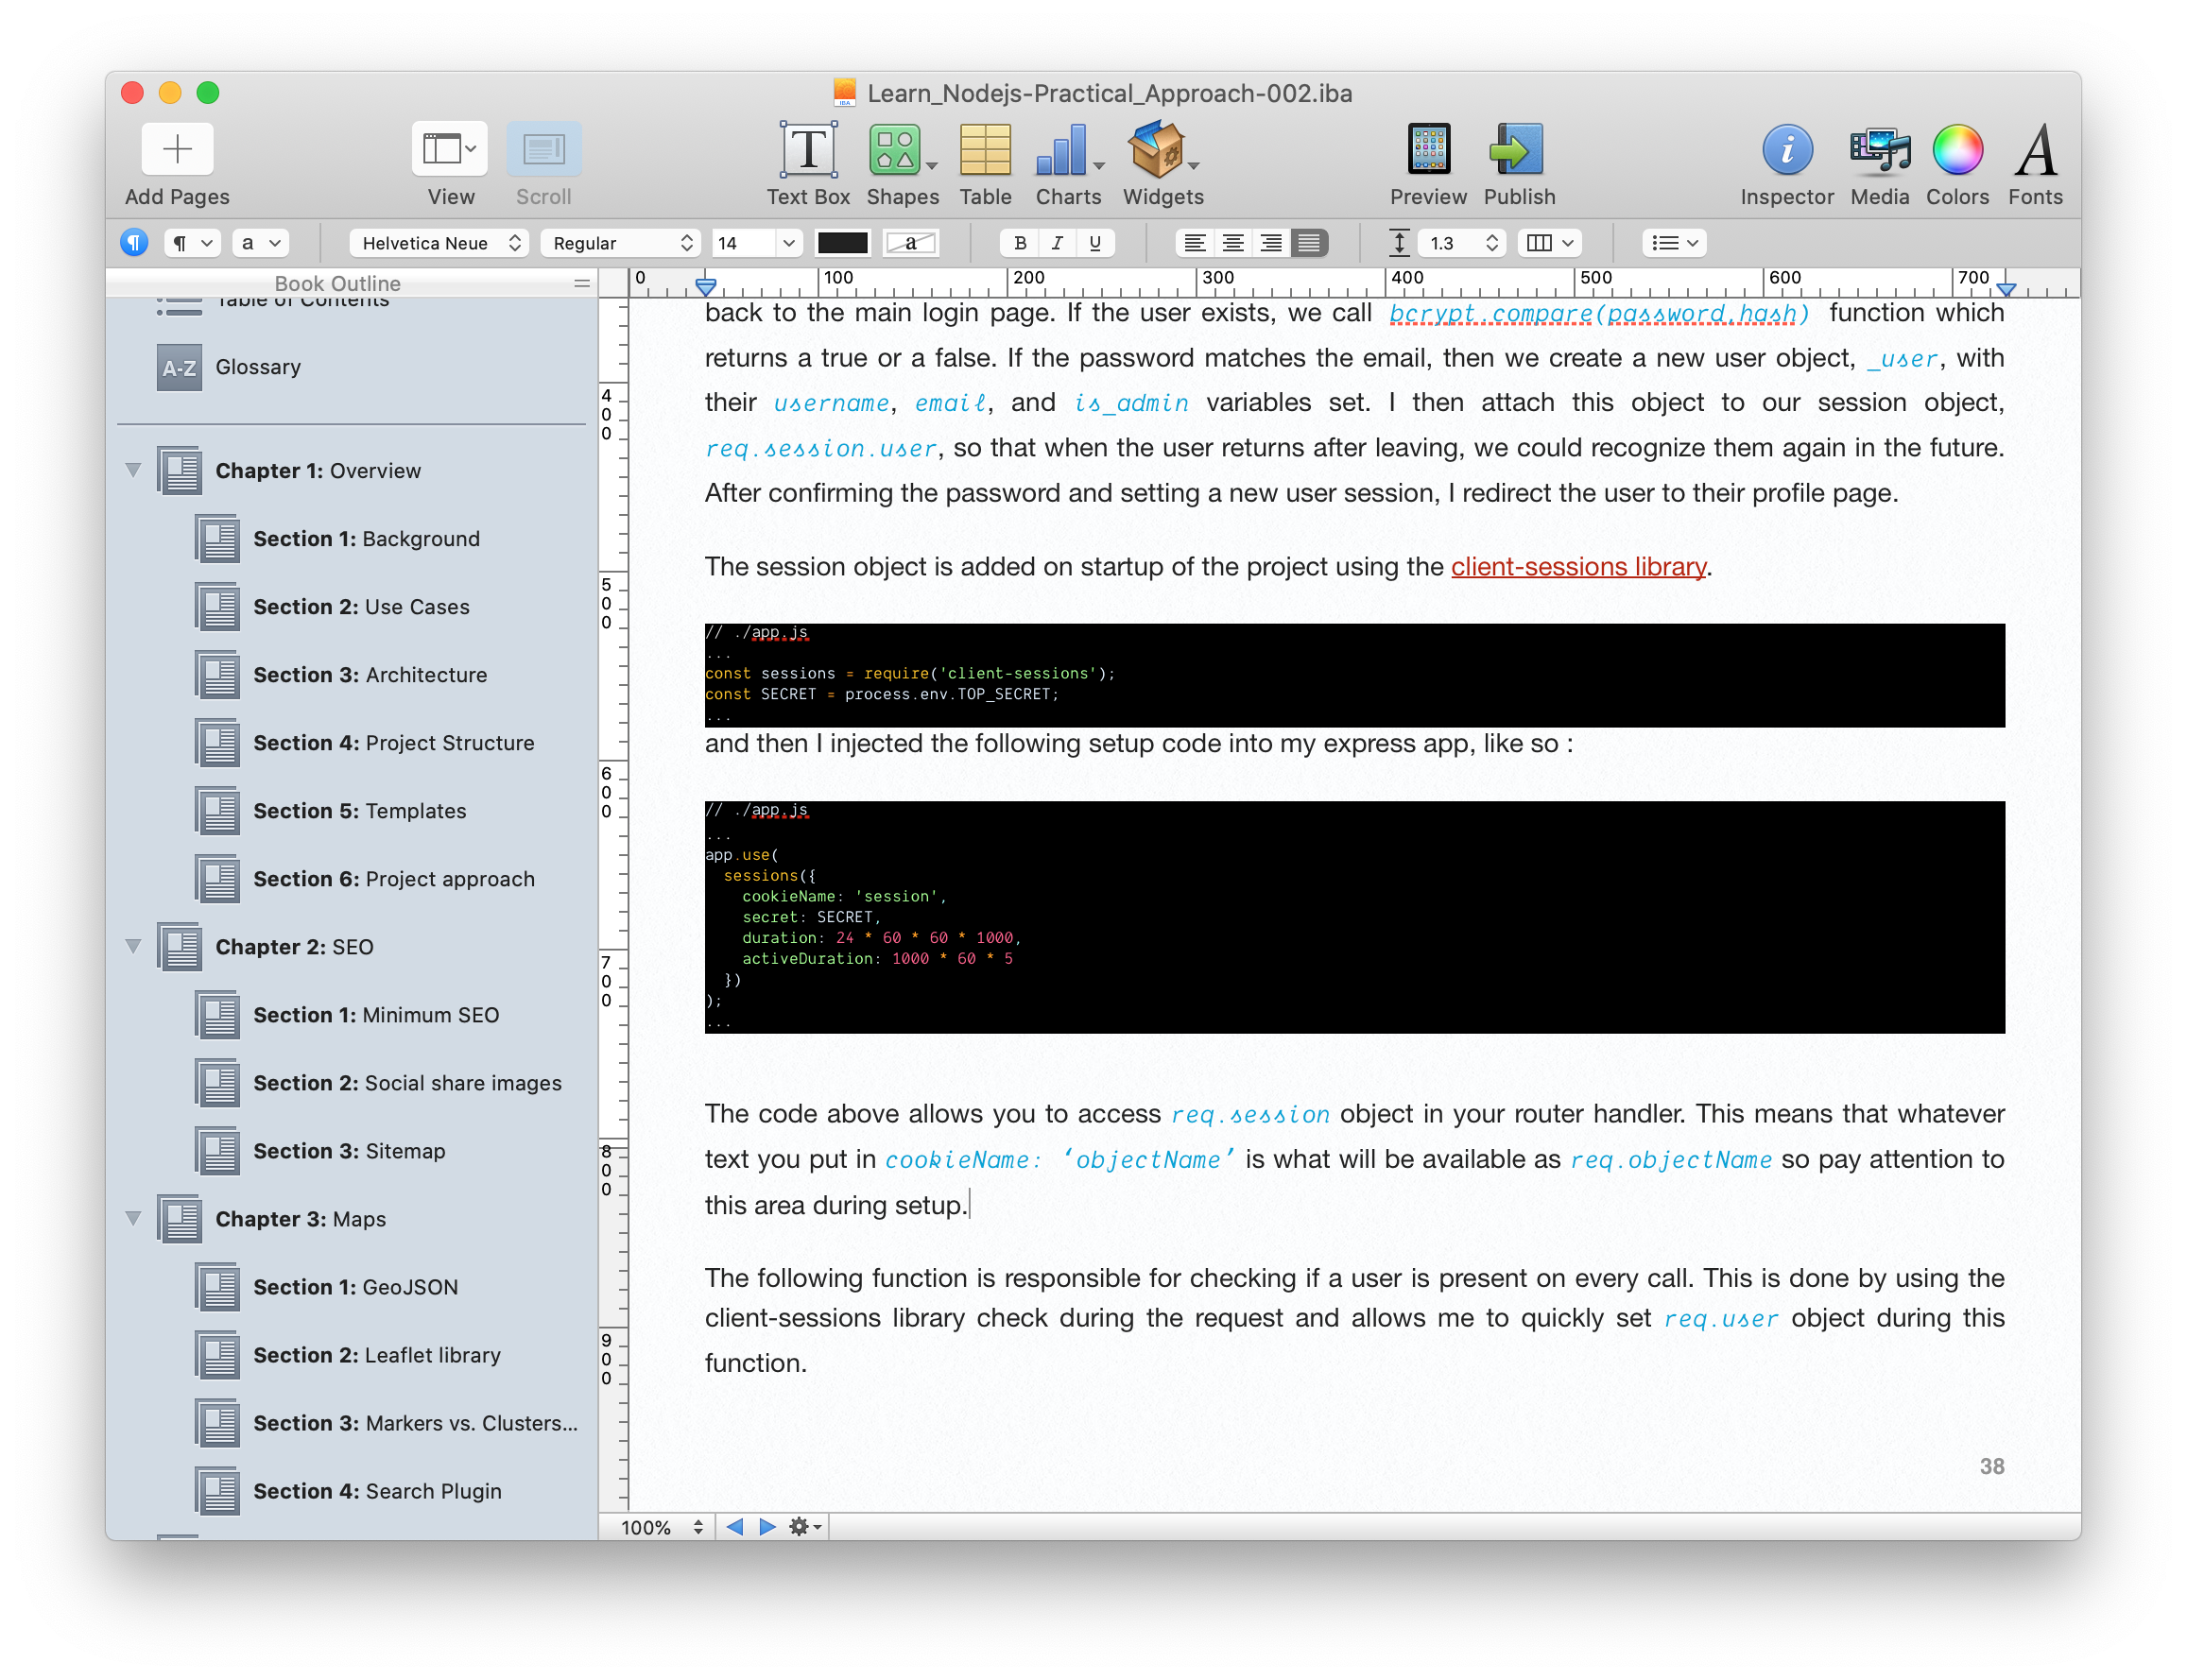 Learn_Nodejs-Practical_Approach-002.iba
IBA
Add Pages
View
Scroll
T
Text Box
Shapes
Table
Charts
Widgets
Preview
Publish
i
Inspector
Media
Colors
A
Fonts
¶
¶
a
Helvetica Neue
Regular
14
a
B I U
1.3
Book Outline
Table of Contents
A-Z Glossary
Chapter 1: Overview
Section 1: Background
Section 2: Use Cases
Section 3: Architecture
Section 4: Project Structure
Section 5: Templates
Section 6: Project approach
Chapter 2: SEO
Section 1: Minimum SEO
Section 2: Social share images
Section 3: Sitemap
Chapter 3: Maps
Section 1: GeoJSON
Section 2: Leaflet library
Section 3: Markers vs. Clusters...
Section 4: Search Plugin
0 100 200 300 400 500 600 700
400
500
600
700
800
900
back to the main login page. If the user exists, we call bcrypt.compare(password,hash) function which
returns a true or a false. If the password matches the email, then we create a new user object, _user, with
their username, email, and is_admin variables set. I then attach this object to our session object,
req.session.user, so that when the user returns after leaving, we could recognize them again in the future.
After confirming the password and setting a new user session, I redirect the user to their profile page.
The session object is added on startup of the project using the client-sessions library.
// ./app.js
...
const sessions = require('client-sessions');
const SECRET = process.env.TOP_SECRET;
...
and then I injected the following setup code into my express app, like so :
// ./app.js
...
app.use(
sessions({
cookieName: 'session',
secret: SECRET,
duration: 24 * 60 * 60 * 1000,
activeDuration: 1000 * 60 * 5
})
);
...
The code above allows you to access req.session object in your router handler. This means that whatever
text you put in cookieName: ‘objectName’ is what will be available as req.objectName so pay attention to
this area during setup.
The following function is responsible for checking if a user is present on every call. This is done by using the
client-sessions library check during the request and allows me to quickly set req.user object during this
function.
38
100%